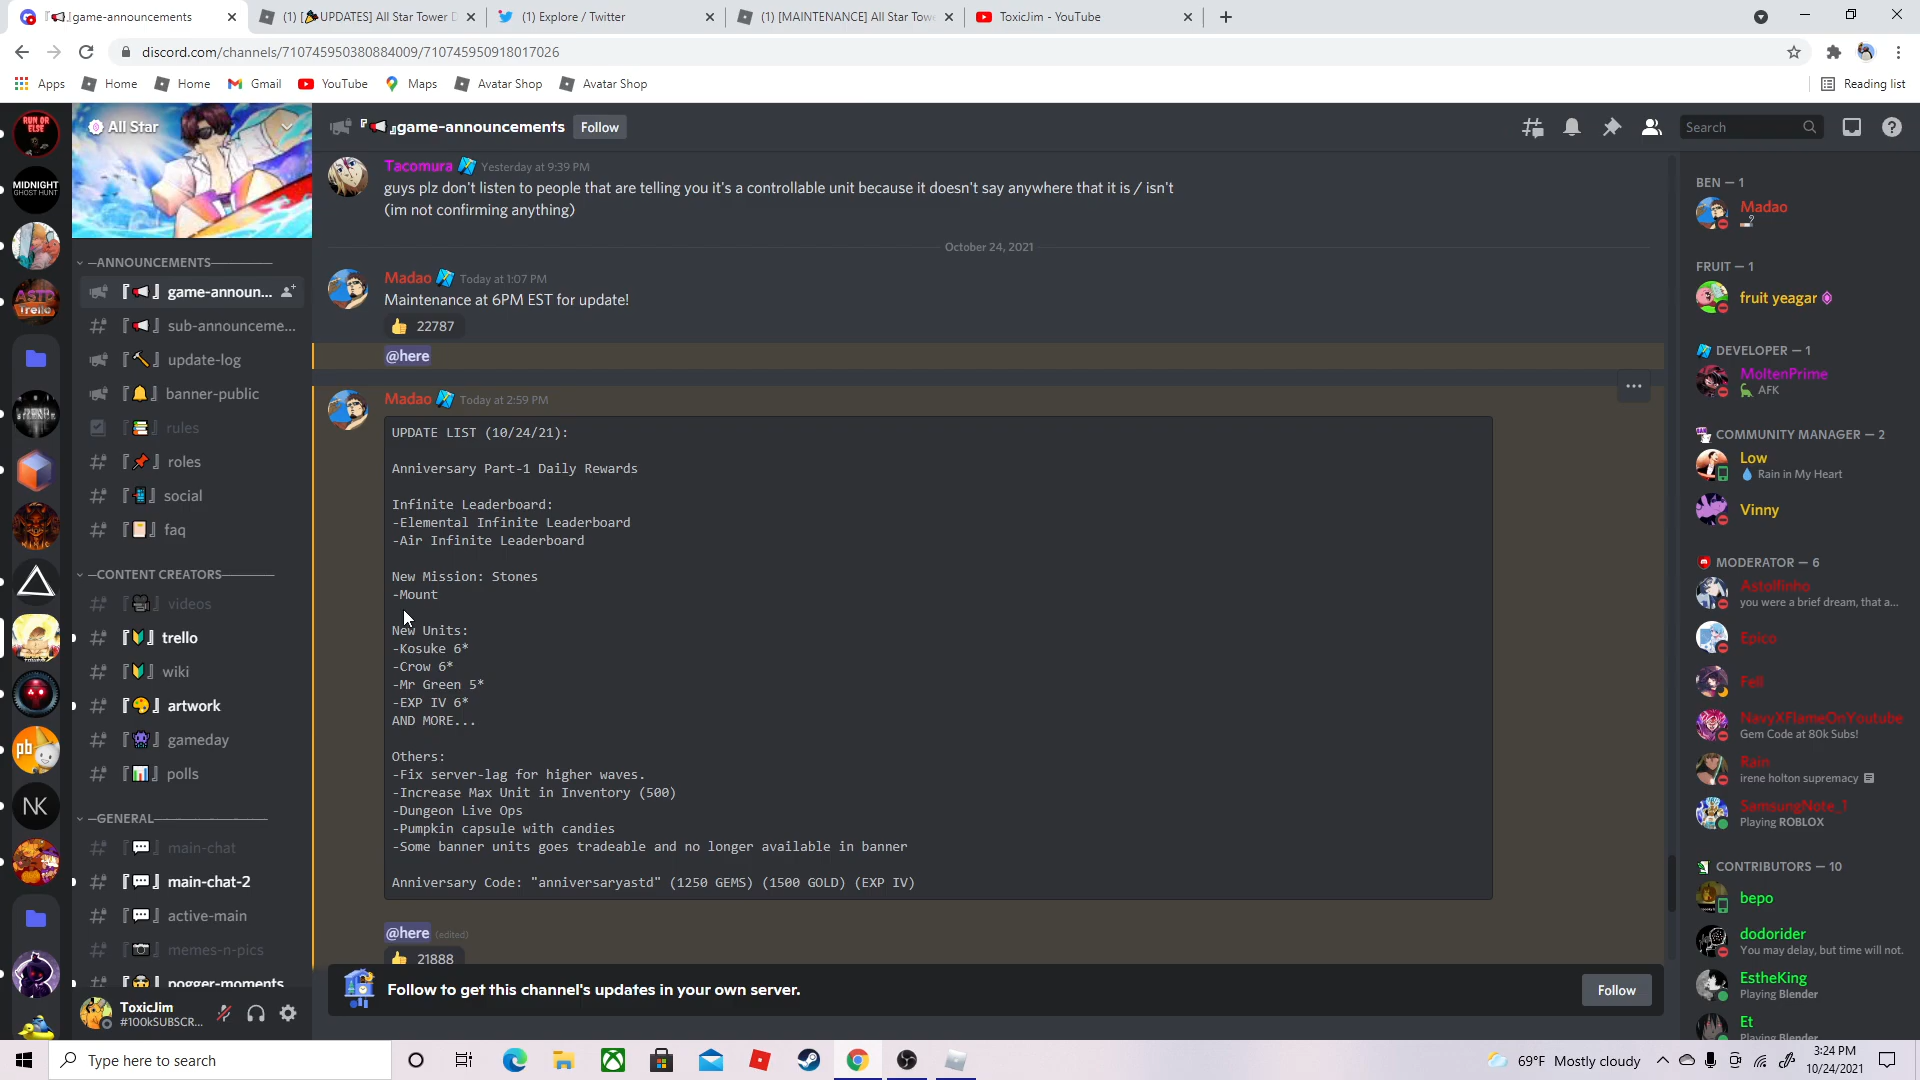 『📢』game-announcements
(1) [🎉UPDATES] All Star Tower D
(1) Explore / Twitter
(1) [MAINTENANCE] All Star Towe
ToxicJim - YouTube
discord.com/channels/710745950380884009/710745950918017026
Apps
Home
Home
Gmail
YouTube
Maps
Avatar Shop
Avatar Shop
Reading list
RUN OR
ELSE
MIDNIGHT
GHOST HUNT
ASTD
Trello
pb
NK
All Star
—ANNOUNCEMENTS———
『📢』 game-announ...
『📢』 sub-announceme...
『🔨』 update-log
『🔔』 banner-public
『📚』 rules
『📌』 roles
『📲』 social
『📔』 faq
—CONTENT CREATORS———
『🎥』 videos
『🔰』 trello
『🔰』 wiki
『🎨』 artwork
『👾』 gameday
『📊』 polls
—GENERAL————
『💬』 main-chat
『💬』 main-chat-2
『💬』 active-main
『📷』 memes-n-pics
pogger-moments
ToxicJim
#100kSUBSCR...
『📢』game-announcements
Follow
Search
Tacomura Yesterday at 9:39 PM
guys plz don't listen to people that are telling you it's a controllable unit because it doesn't say anywhere that it is / isn't
(im not confirming anything)
October 24, 2021
Madao Today at 1:07 PM
Maintenance at 6PM EST for update!
👍 22787
@here
Madao Today at 2:59 PM
UPDATE LIST (10/24/21):
Anniversary Part-1 Daily Rewards
Infinite Leaderboard:
-Elemental Infinite Leaderboard
-Air Infinite Leaderboard
New Mission: Stones
-Mount
New Units:
-Kosuke 6*
-Crow 6*
-Mr Green 5*
-EXP IV 6*
AND MORE...
Others:
-Fix server-lag for higher waves.
-Increase Max Unit in Inventory (500)
-Dungeon Live Ops
-Pumpkin capsule with candies
-Some banner units goes tradeable and no longer available in banner
Anniversary Code: "anniversaryastd" (1250 GEMS) (1500 GOLD) (EXP IV)
@here (edited)
👍 21888
Follow to get this channel's updates in your own server.
Follow
BEN — 1
Madao
FRUIT — 1
fruit yeagar
DEVELOPER — 1
MoltenPrime
AFK
COMMUNITY MANAGER — 2
Low
Rain in My Heart
Vinny
MODERATOR — 6
Astolfinho
you were a brief dream, that a...
Epico
Fell
NavyXFlameOnYoutube
Gem Code at 80k Subs!
Rain
irene holton supremacy
SamsungNote_1
Playing ROBLOX
CONTRIBUTORS — 10
bepo
dodorider
You may delay, but time will not.
EstheKing
Playing Blender
Et
Playing Blender
Type here to search
69°F Mostly cloudy
3:24 PM
10/24/2021